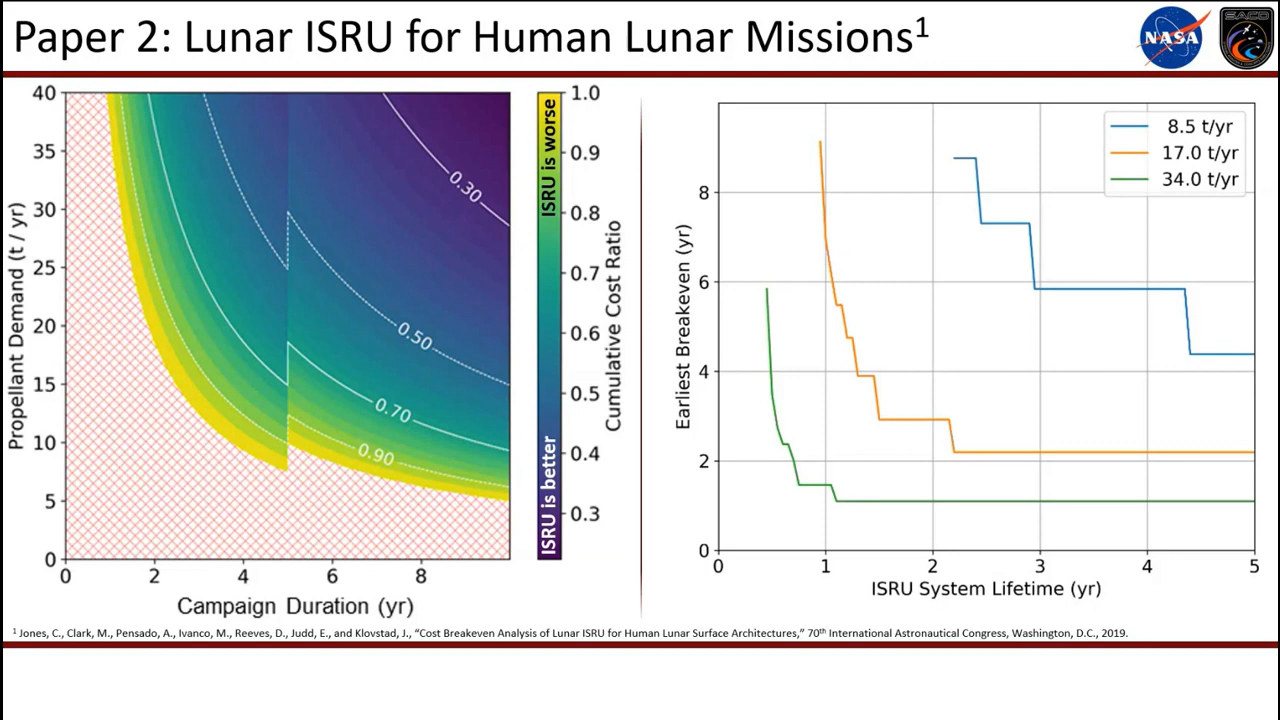 Paper 2: Lunar ISRU for Human Lunar Missions¹
NASA
SACD
40
35
30
25
20
15
10
5
0
Propellant Demand (t / yr)
0 2 4 6 8
Campaign Duration (yr)
0.30
0.50
0.70
0.90
ISRU is worse
ISRU is better
1.0
0.9
0.8
0.7
0.6
0.5
0.4
0.3
Cumulative Cost Ratio
8.5 t/yr
17.0 t/yr
34.0 t/yr
8
6
4
2
0
Earliest Breakeven (yr)
0 1 2 3 4 5
ISRU System Lifetime (yr)
¹ Jones, C., Clark, M., Pensado, A., Ivanco, M., Reeves, D., Judd, E., and Klovstad, J., “Cost Breakeven Analysis of Lunar ISRU for Human Lunar Surface Architectures,” 70th International Astronautical Congress, Washington, D.C., 2019.